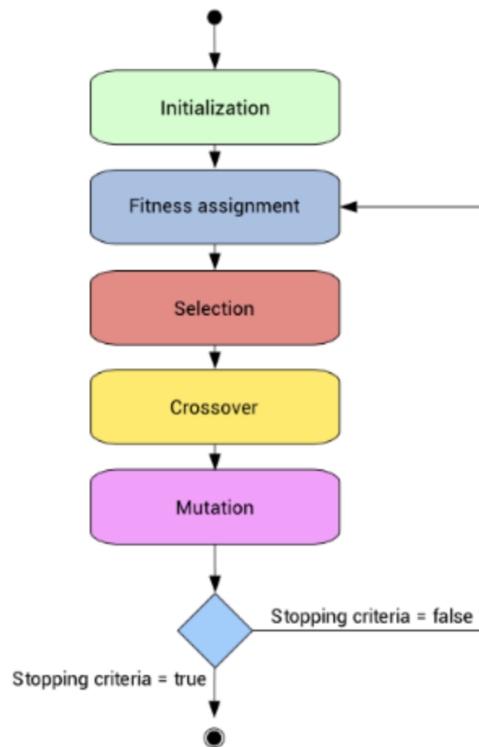 Initialization
Fitness assignment
Selection
Crossover
Mutation
Stopping criteria = false
Stopping criteria = true